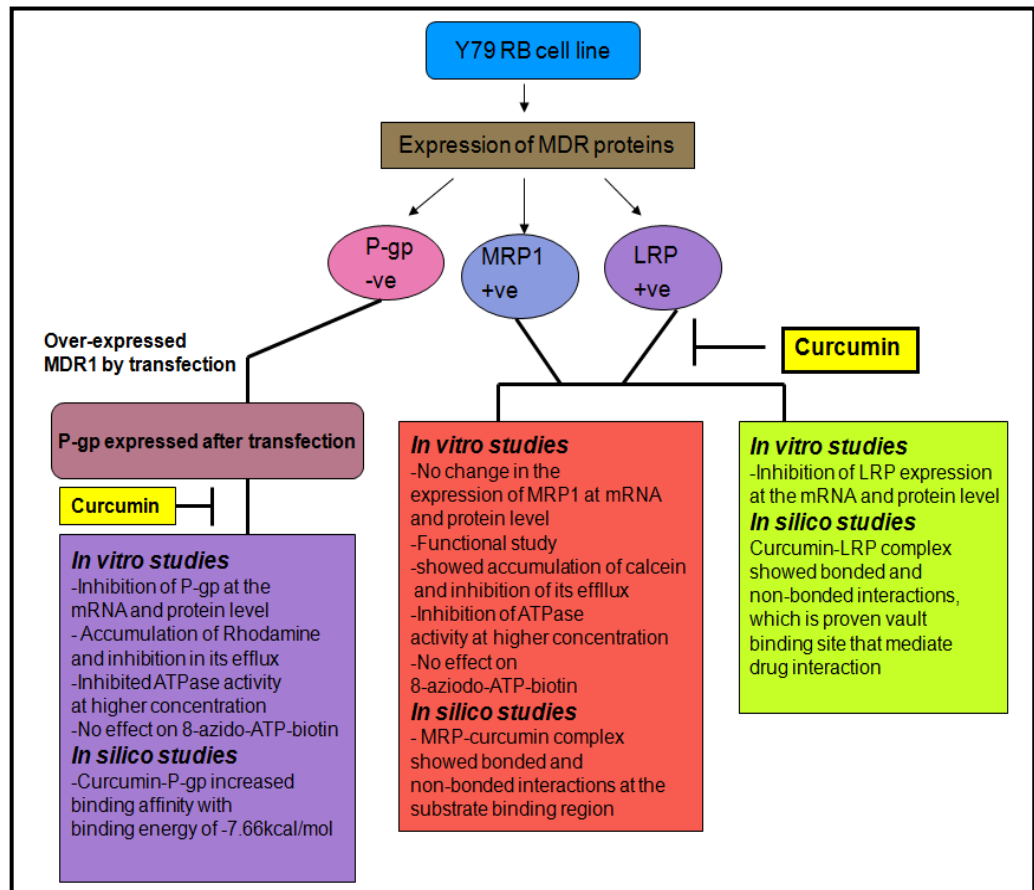 Y79 RB cell line
Expression of MDR proteins
P-gp
-ve
MRP1
+ve
LRP
+ve
Over-expressed
MDR1 by transfection
Curcumin
P-gp expressed after transfection
Curcumin
In vitro studies
-Inhibition of P-gp at the
mRNA and protein level
- Accumulation of Rhodamine
and inhibition in its efflux
-Inhibited ATPase activity
at higher concentration
-No effect on 8-azido-ATP-biotin
In silico studies
-Curcumin-P-gp increased
binding affinity with
binding energy of -7.66kcal/mol
In vitro studies
-No change in the
expression of MRP1 at mRNA
and protein level
-Functional study
-showed accumulation of calcein
and inhibition of its effllux
-Inhibition of ATPase
activity at higher concentration
-No effect on
8-aziodo-ATP-biotin
In silico studies
- MRP-curcumin complex
showed bonded and
non-bonded interactions at the
substrate binding region
In vitro studies
-Inhibition of LRP expression
at the mRNA and protein level
In silico studies
Curcumin-LRP complex
showed bonded and
non-bonded interactions,
which is proven vault
binding site that mediate
drug interaction